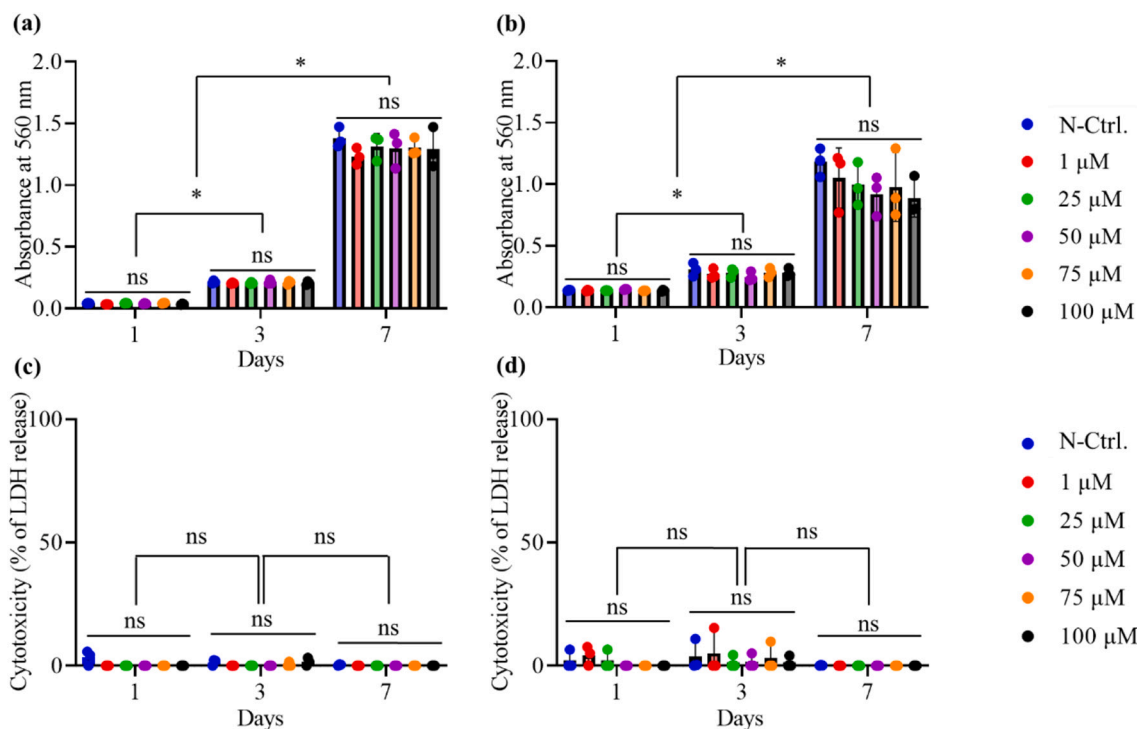 (a)
Absorbance at 560 nm
2.0
1.5
1.0
0.5
0.0
*
*
ns
ns
ns
1
3
7
Days
(b)
Absorbance at 560 nm
2.0
1.5
1.0
0.5
0.0
*
*
ns
ns
ns
1
3
7
Days
N-Ctrl.
1 µM
25 µM
50 µM
75 µM
100 µM
(c)
Cytotoxicity (% of LDH release)
100
50
0
ns
ns
ns
ns
ns
1
3
7
Days
(d)
Cytotoxicity (% of LDH release)
100
50
0
ns
ns
ns
ns
ns
1
3
7
Days
N-Ctrl.
1 µM
25 µM
50 µM
75 µM
100 µM